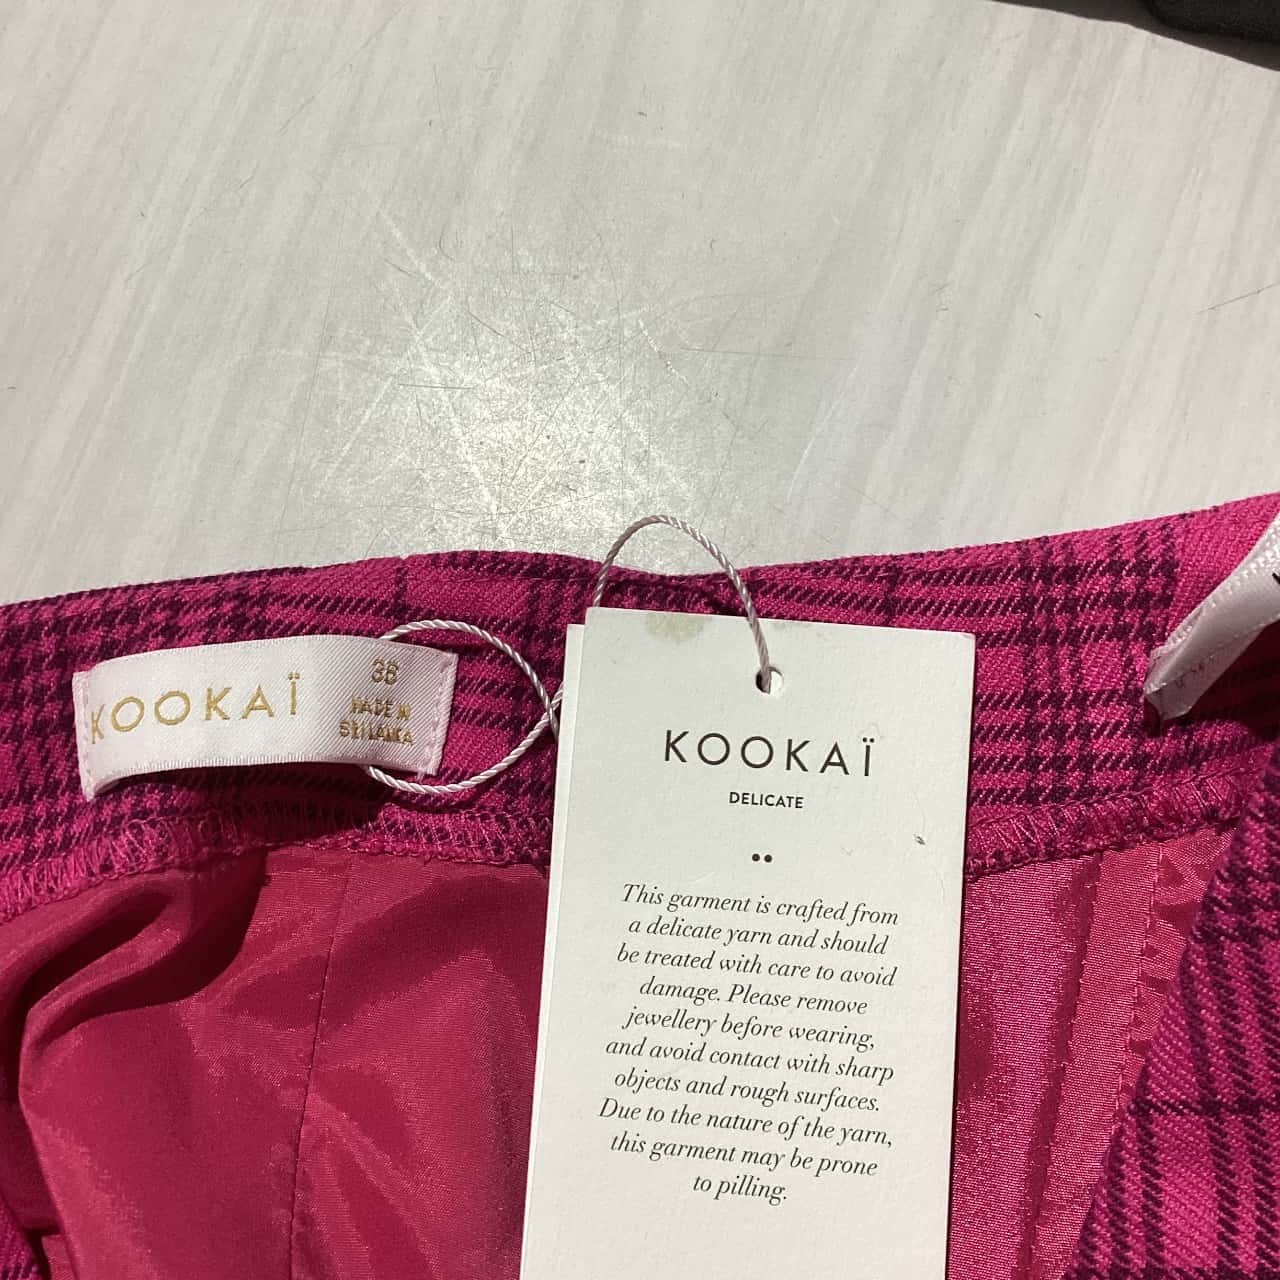 KOOKAÏ
38
MADE IN
SRI LANKA
KOOKAÏ
DELICATE
This garment is crafted from
a delicate yarn and should
be treated with care to avoid
damage. Please remove
jewellery before wearing,
and avoid contact with sharp
objects and rough surfaces.
Due to the nature of the yarn,
this garment may be prone
to pilling.